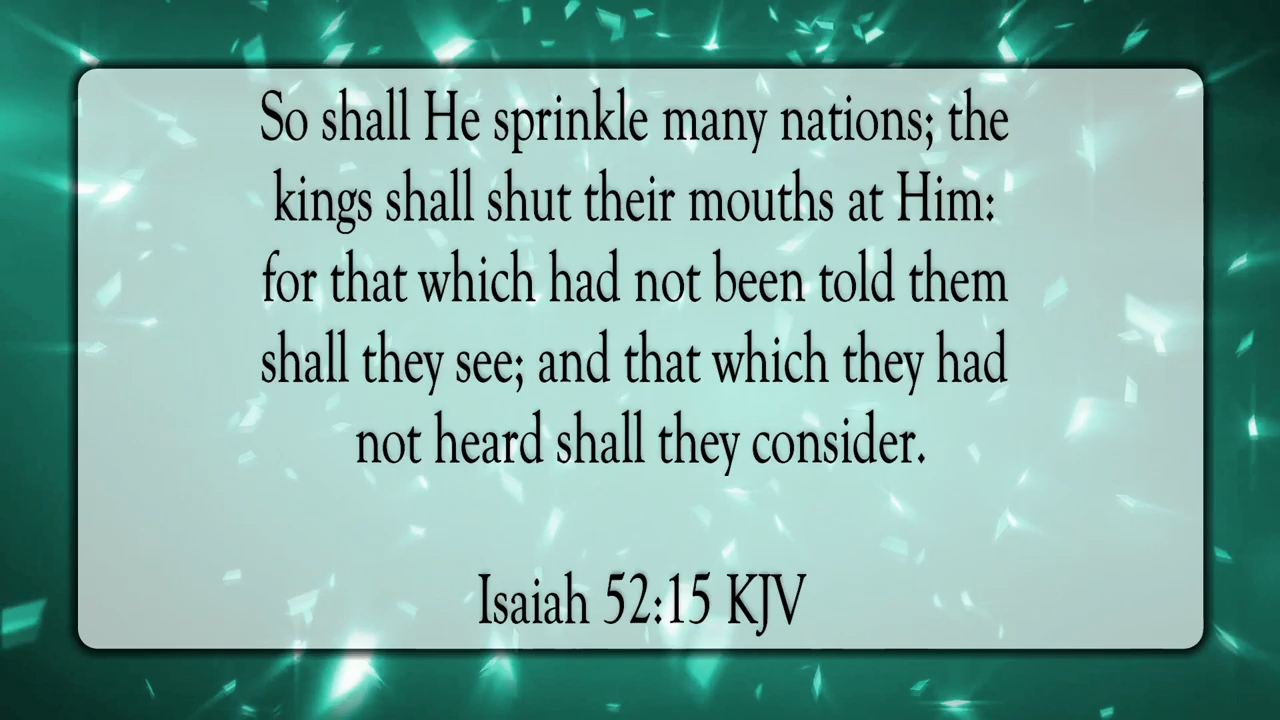 So shall He sprinkle many nations; the
kings shall shut their mouths at Him:
for that which had not been told them
shall they see; and that which they had
not heard shall they consider.
Isaiah 52:15 KJV